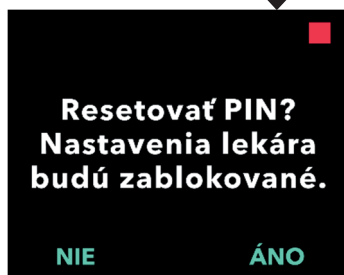 Resetovať PIN?
Nastavenia lekára
budú zablokované.
NIE ÁNO